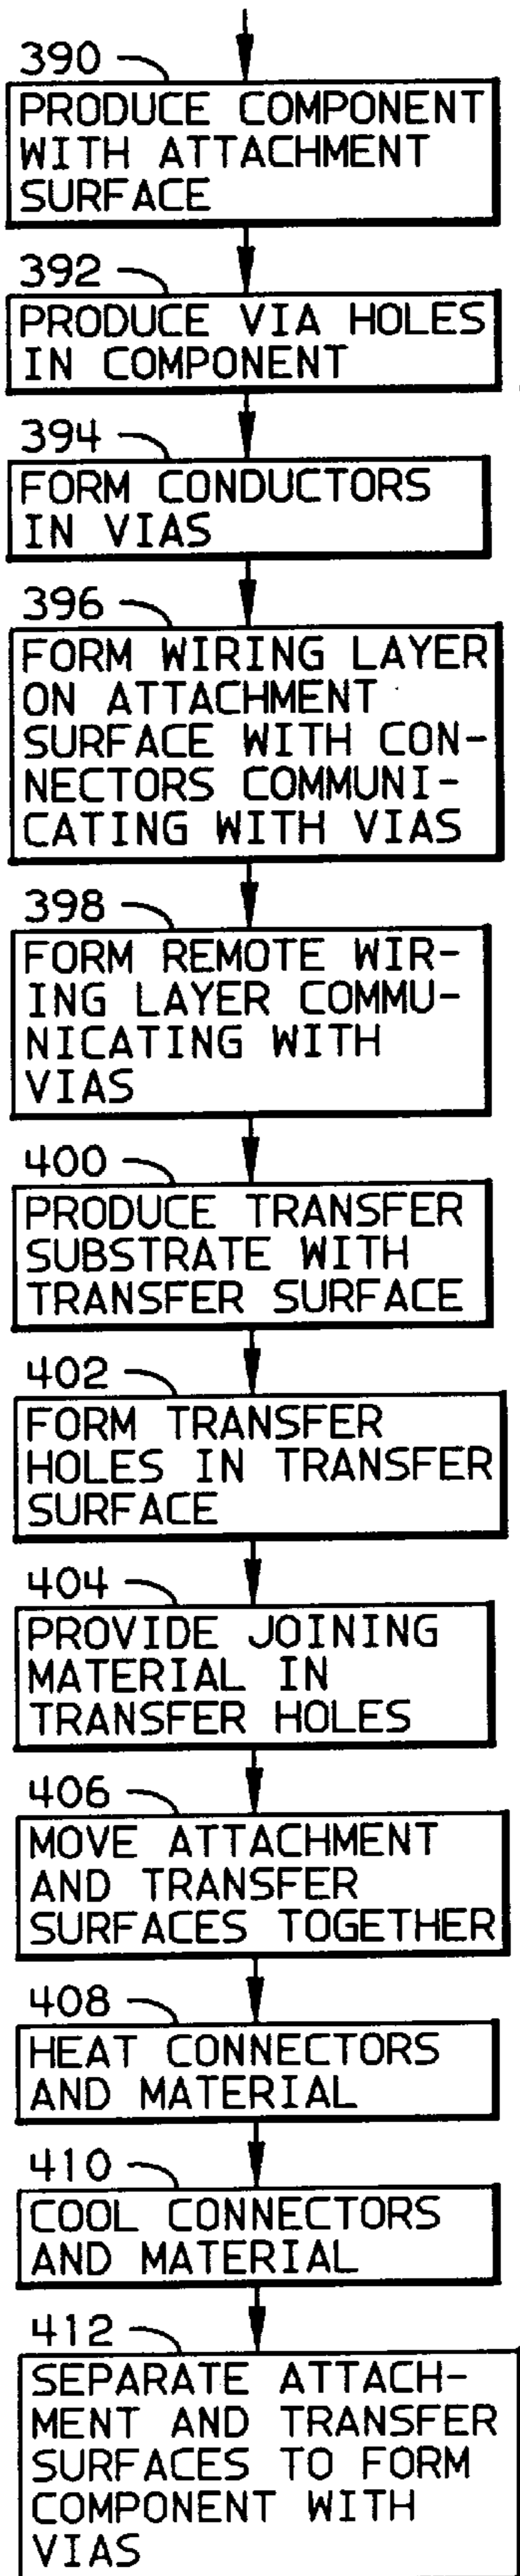 390
PRODUCE COMPONENT
WITH ATTACHMENT
SURFACE
392
PRODUCE VIA HOLES
IN COMPONENT
394
FORM CONDUCTORS
IN VIAS
396
FORM WIRING LAYER
ON ATTACHMENT
SURFACE WITH CON-
NECTORS COMMUNI-
CATING WITH VIAS
398
FORM REMOTE WIR-
ING LAYER COMMU-
NICATING WITH
VIAS
400
PRODUCE TRANSFER
SUBSTRATE WITH
TRANSFER SURFACE
402
FORM TRANSFER
HOLES IN TRANSFER
SURFACE
404
PROVIDE JOINING
MATERIAL IN
TRANSFER HOLES
406
MOVE ATTACHMENT
AND TRANSFER
SURFACES TOGETHER
408
HEAT CONNECTORS
AND MATERIAL
410
COOL CONNECTORS
AND MATERIAL
412
SEPARATE ATTACH-
MENT AND TRANSFER
SURFACES TO FORM
COMPONENT WITH
VIAS